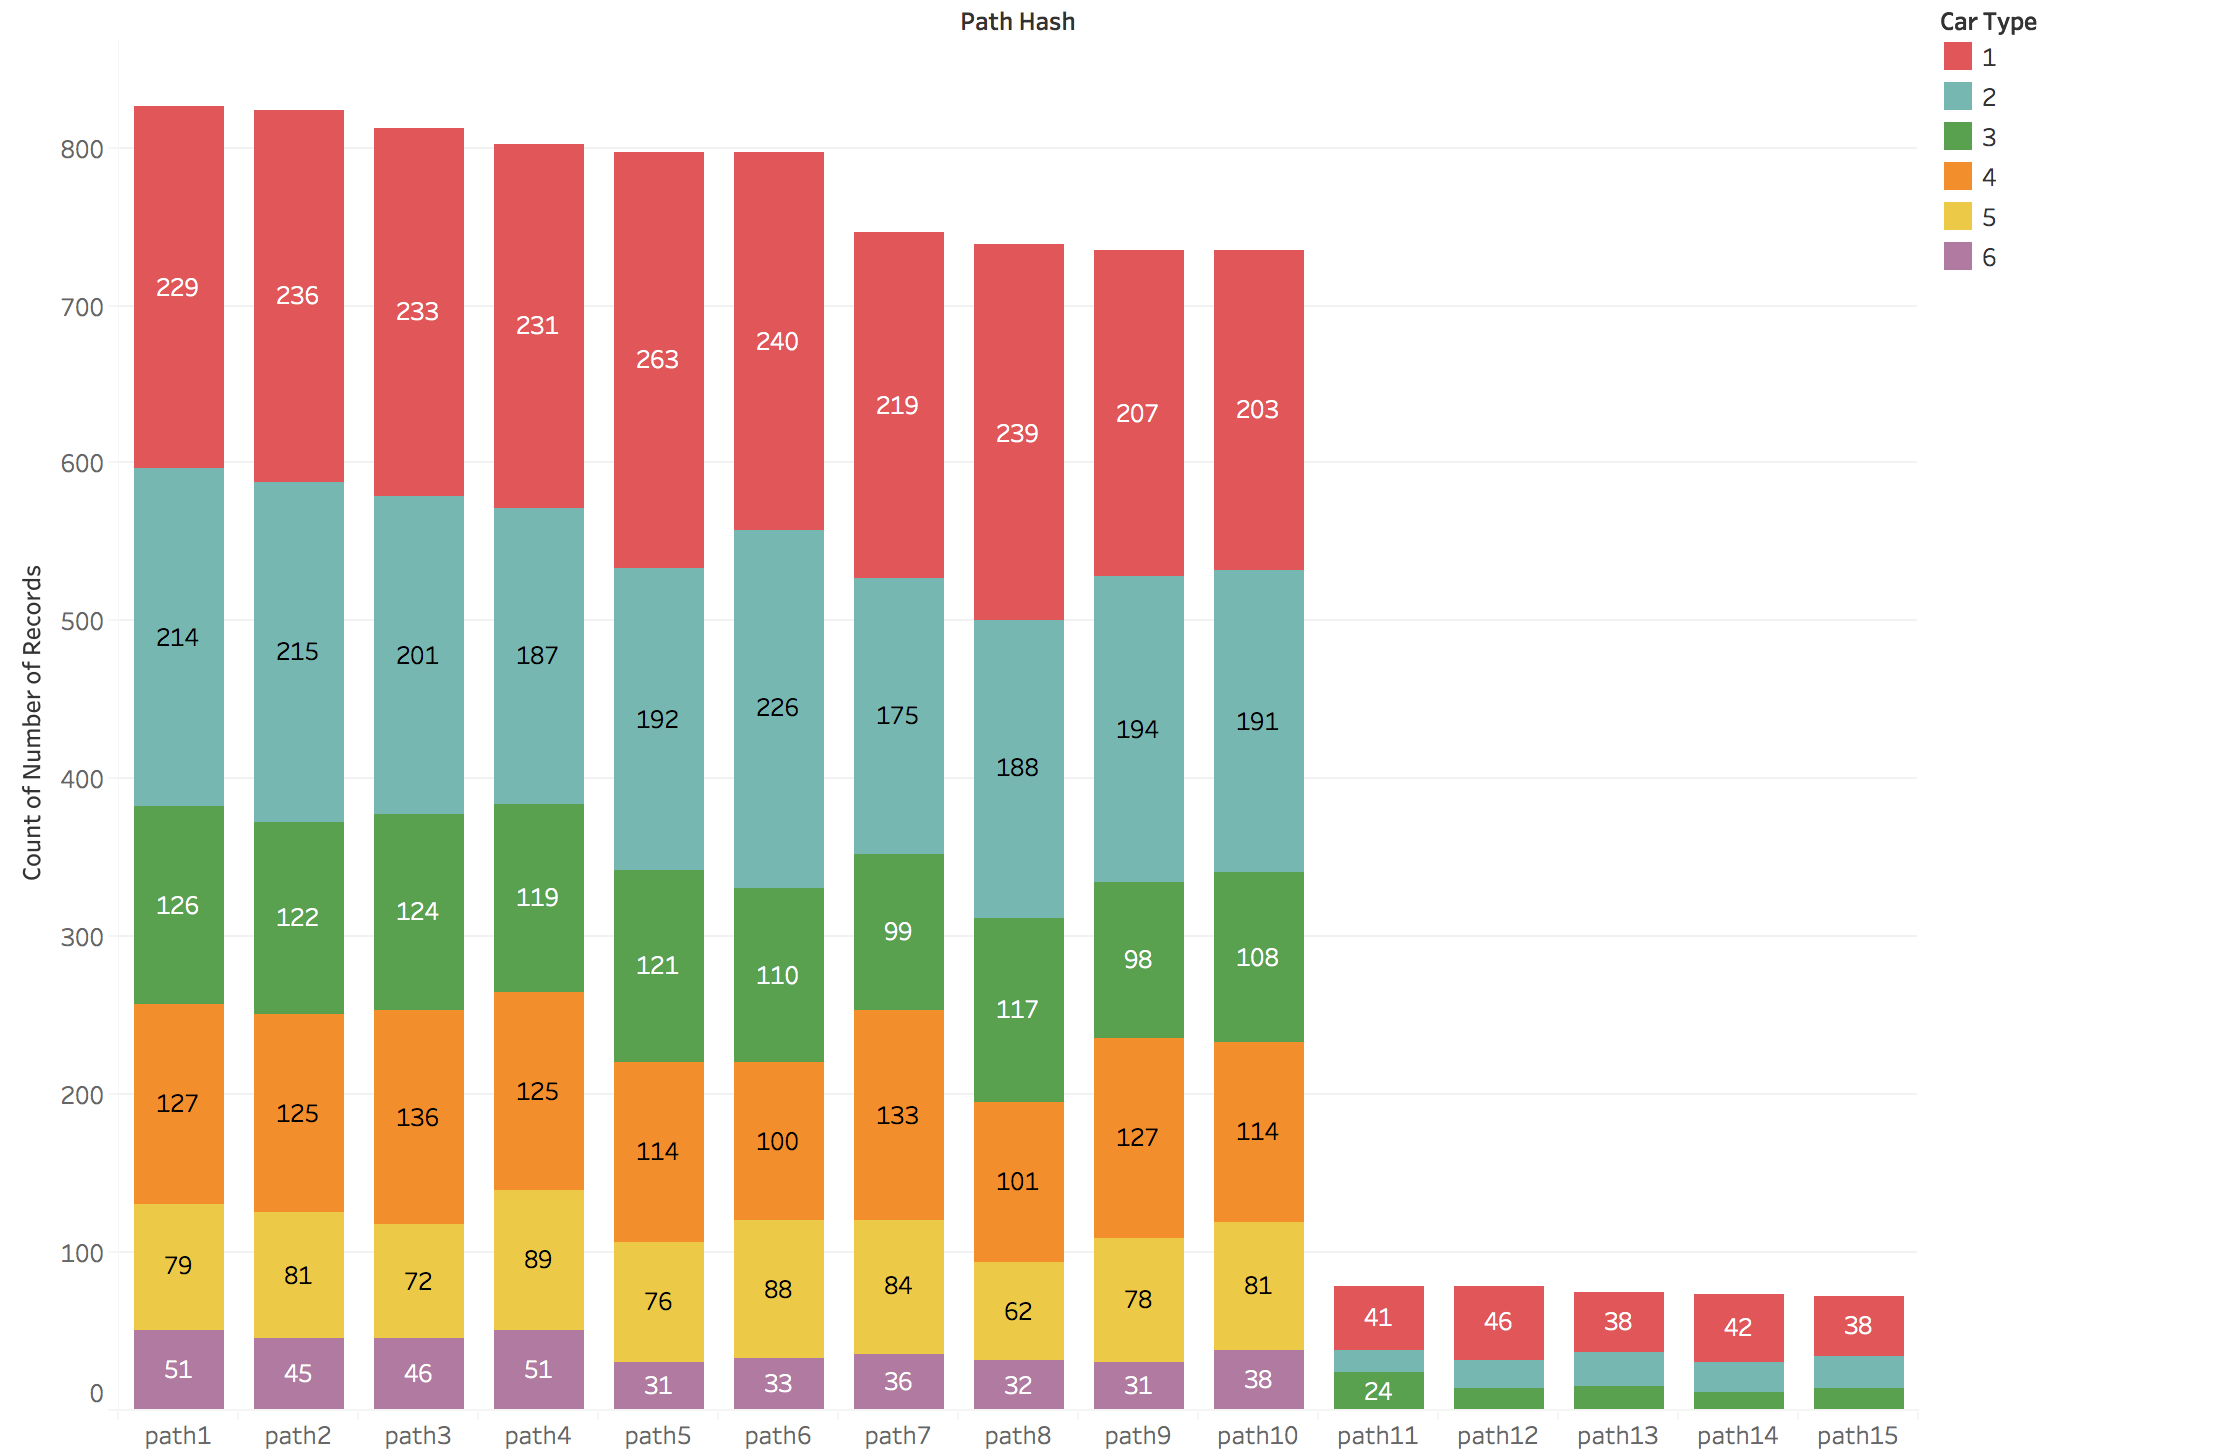 Path Hash
Car Type
1
2
3
4
5
6
Count of Number of Records
800
700
600
500
400
300
200
100
0
229 236 233 231 263 240 219 239 207 203
214 215 201 187 192 226 175 188 194 191
126 122 124 119 121 110 99 117 98 108
127 125 136 125 114 100 133 101 127 114
79 81 72 89 76 88 84 62 78 81
51 45 46 51 31 33 36 32 31 38
41 46 38 42 38
24
path1 path2 path3 path4 path5 path6 path7 path8 path9 path10 path11 path12 path13 path14 path15